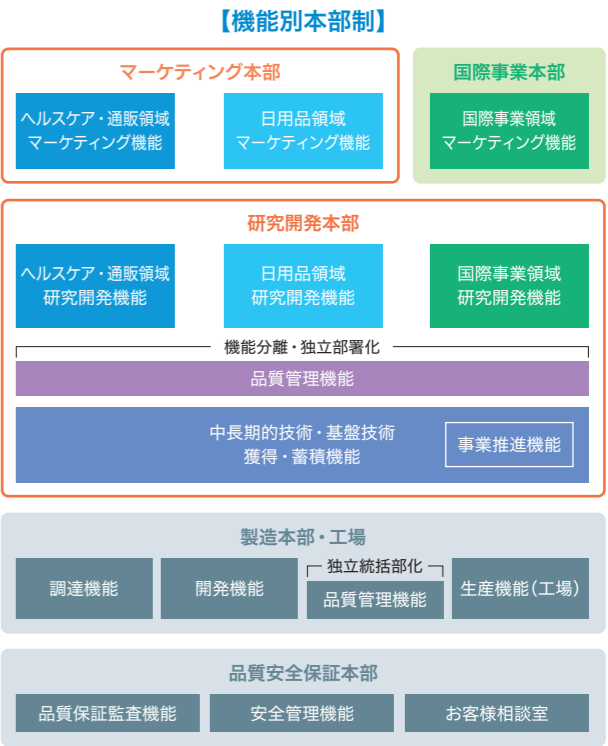 【機能別本部制】
マーケティング本部
ヘルスケア・通販領域
マーケティング機能
日用品領域
マーケティング機能
国際事業本部
国際事業領域
マーケティング機能
研究開発本部
ヘルスケア・通販領域
研究開発機能
日用品領域
研究開発機能
国際事業領域
研究開発機能
機能分離・独立部署化
品質管理機能
中長期的技術・基盤技術
獲得・蓄積機能
事業推進機能
製造本部・工場
調達機能
開発機能
独立統括部化
品質管理機能
生産機能（工場）
品質安全保証本部
品質保証監査機能
安全管理機能
お客様相談室